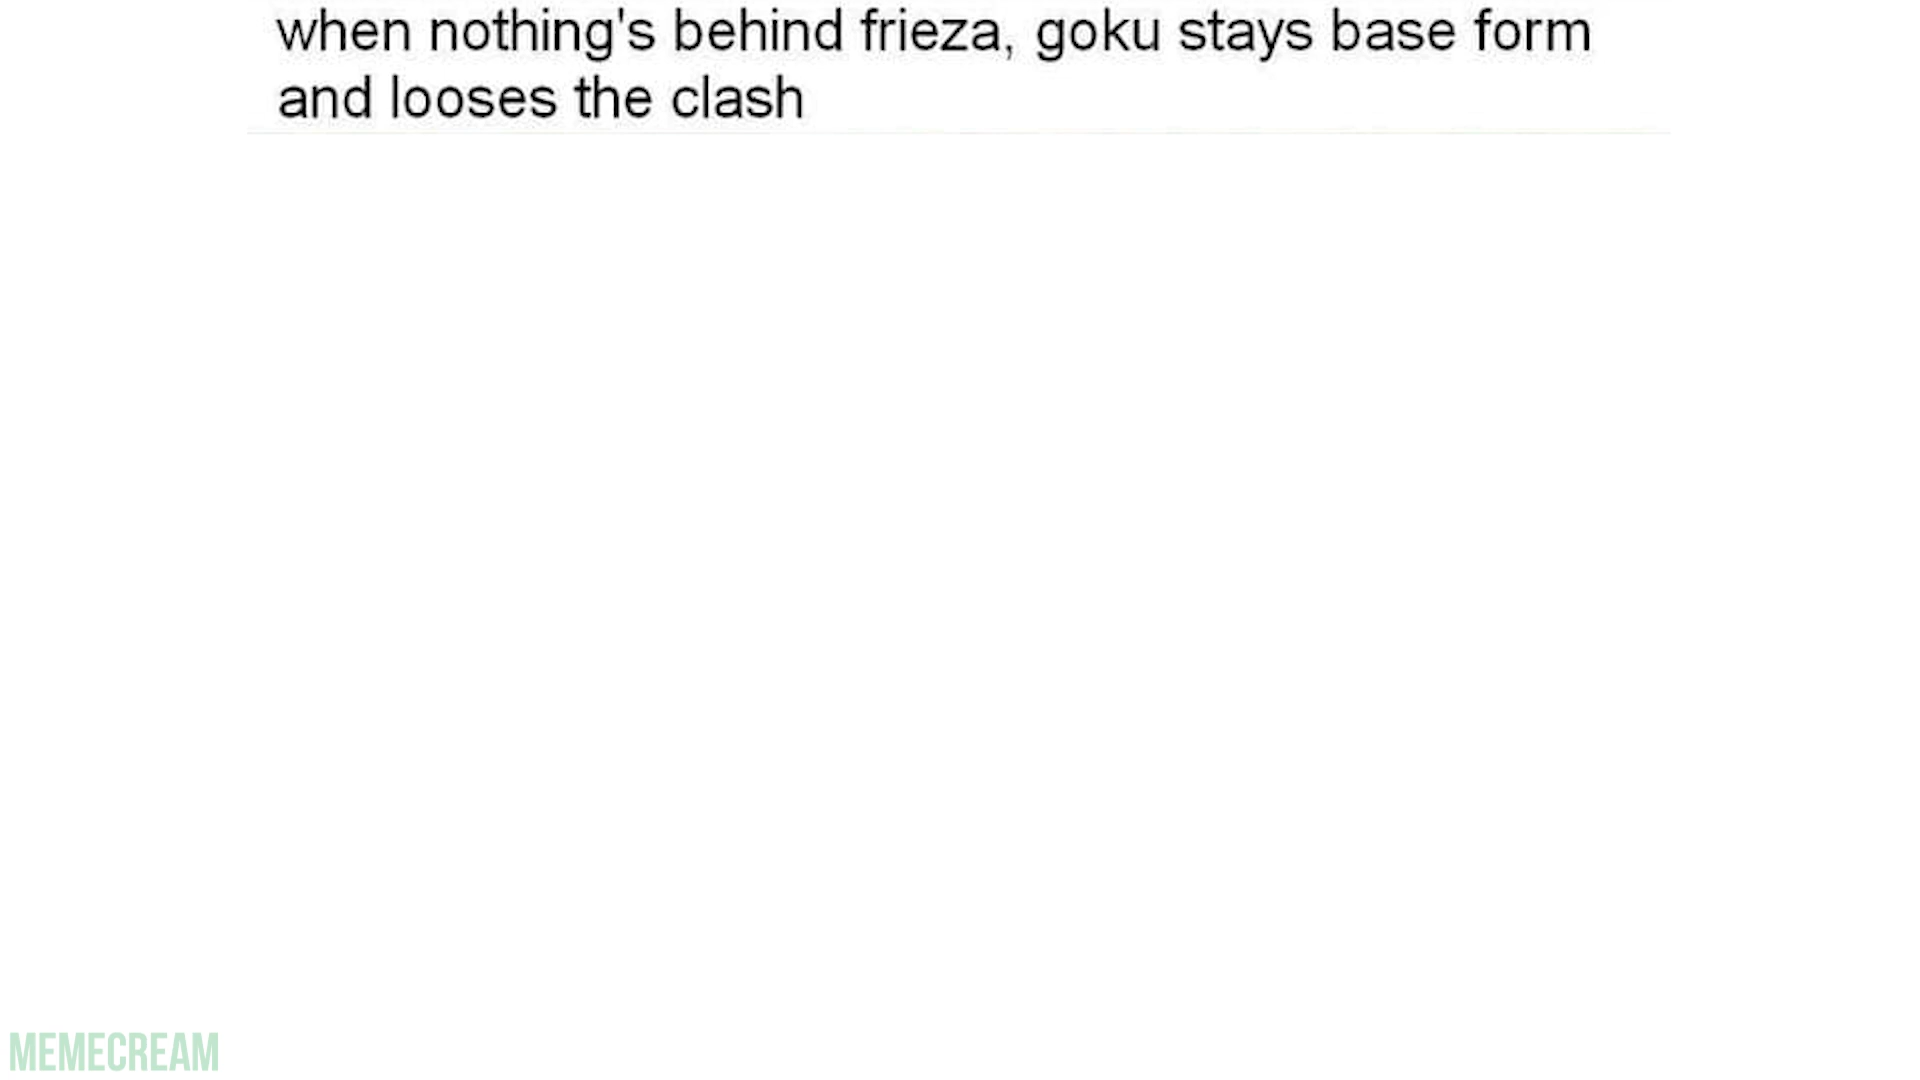 when nothing's behind frieza, goku stays base form
and looses the clash
MEMECREAM